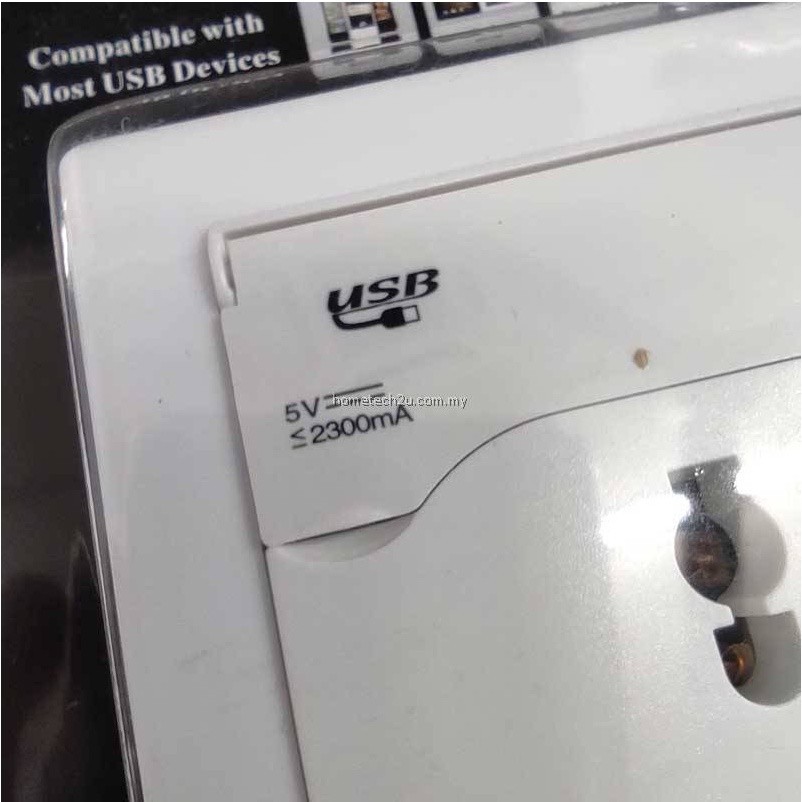 Compatible with
Most USB Devices
USB
5V⎓
hometech2u.com.my
≤2300mA